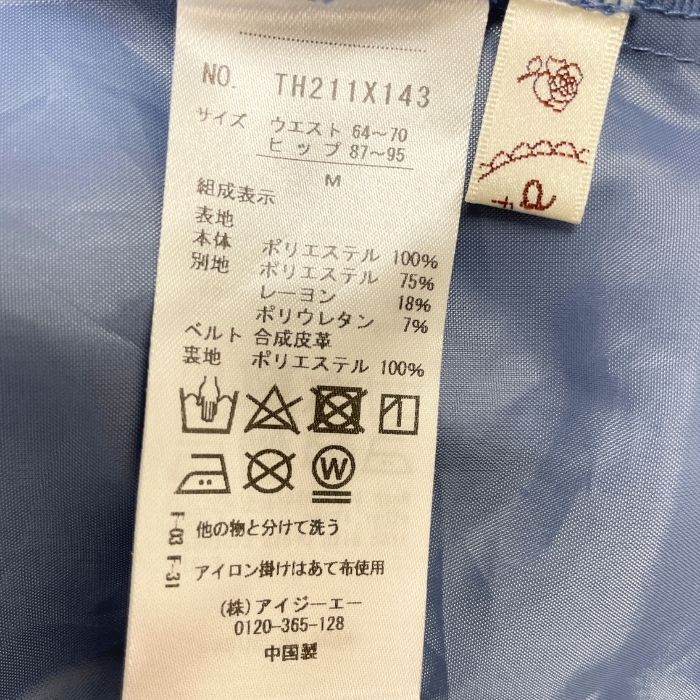 NO. TH211X143
サイズ ウエスト 64～70
ヒップ 87～95
M
組成表示
表地
本体 ポリエステル 100%
別地 ポリエステル 75%
レーヨン 18%
ポリウレタン 7%
ベルト 合成皮革
裏地 ポリエステル 100%
W
F-03 F-31
他の物と分けて洗う
アイロン掛けはあて布使用
(株)アイジーエー
0120-365-128
中国製